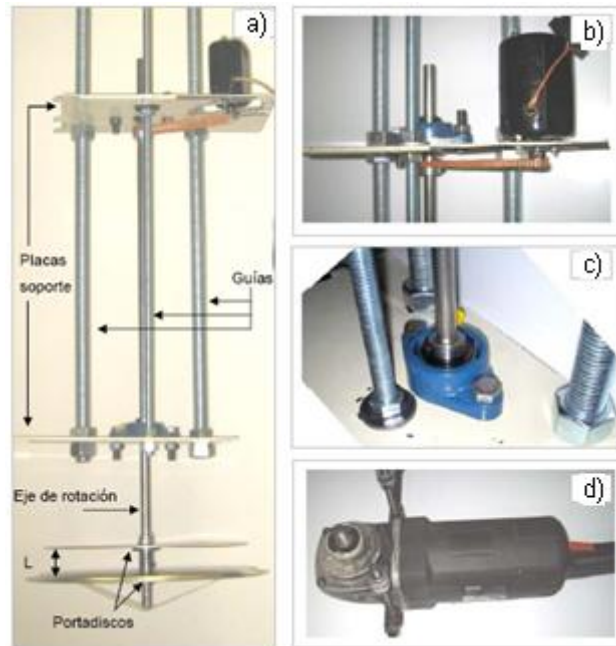 a)
Placas
soporte
Guías
Eje de rotación
L
Portadiscos
b)
c)
d)